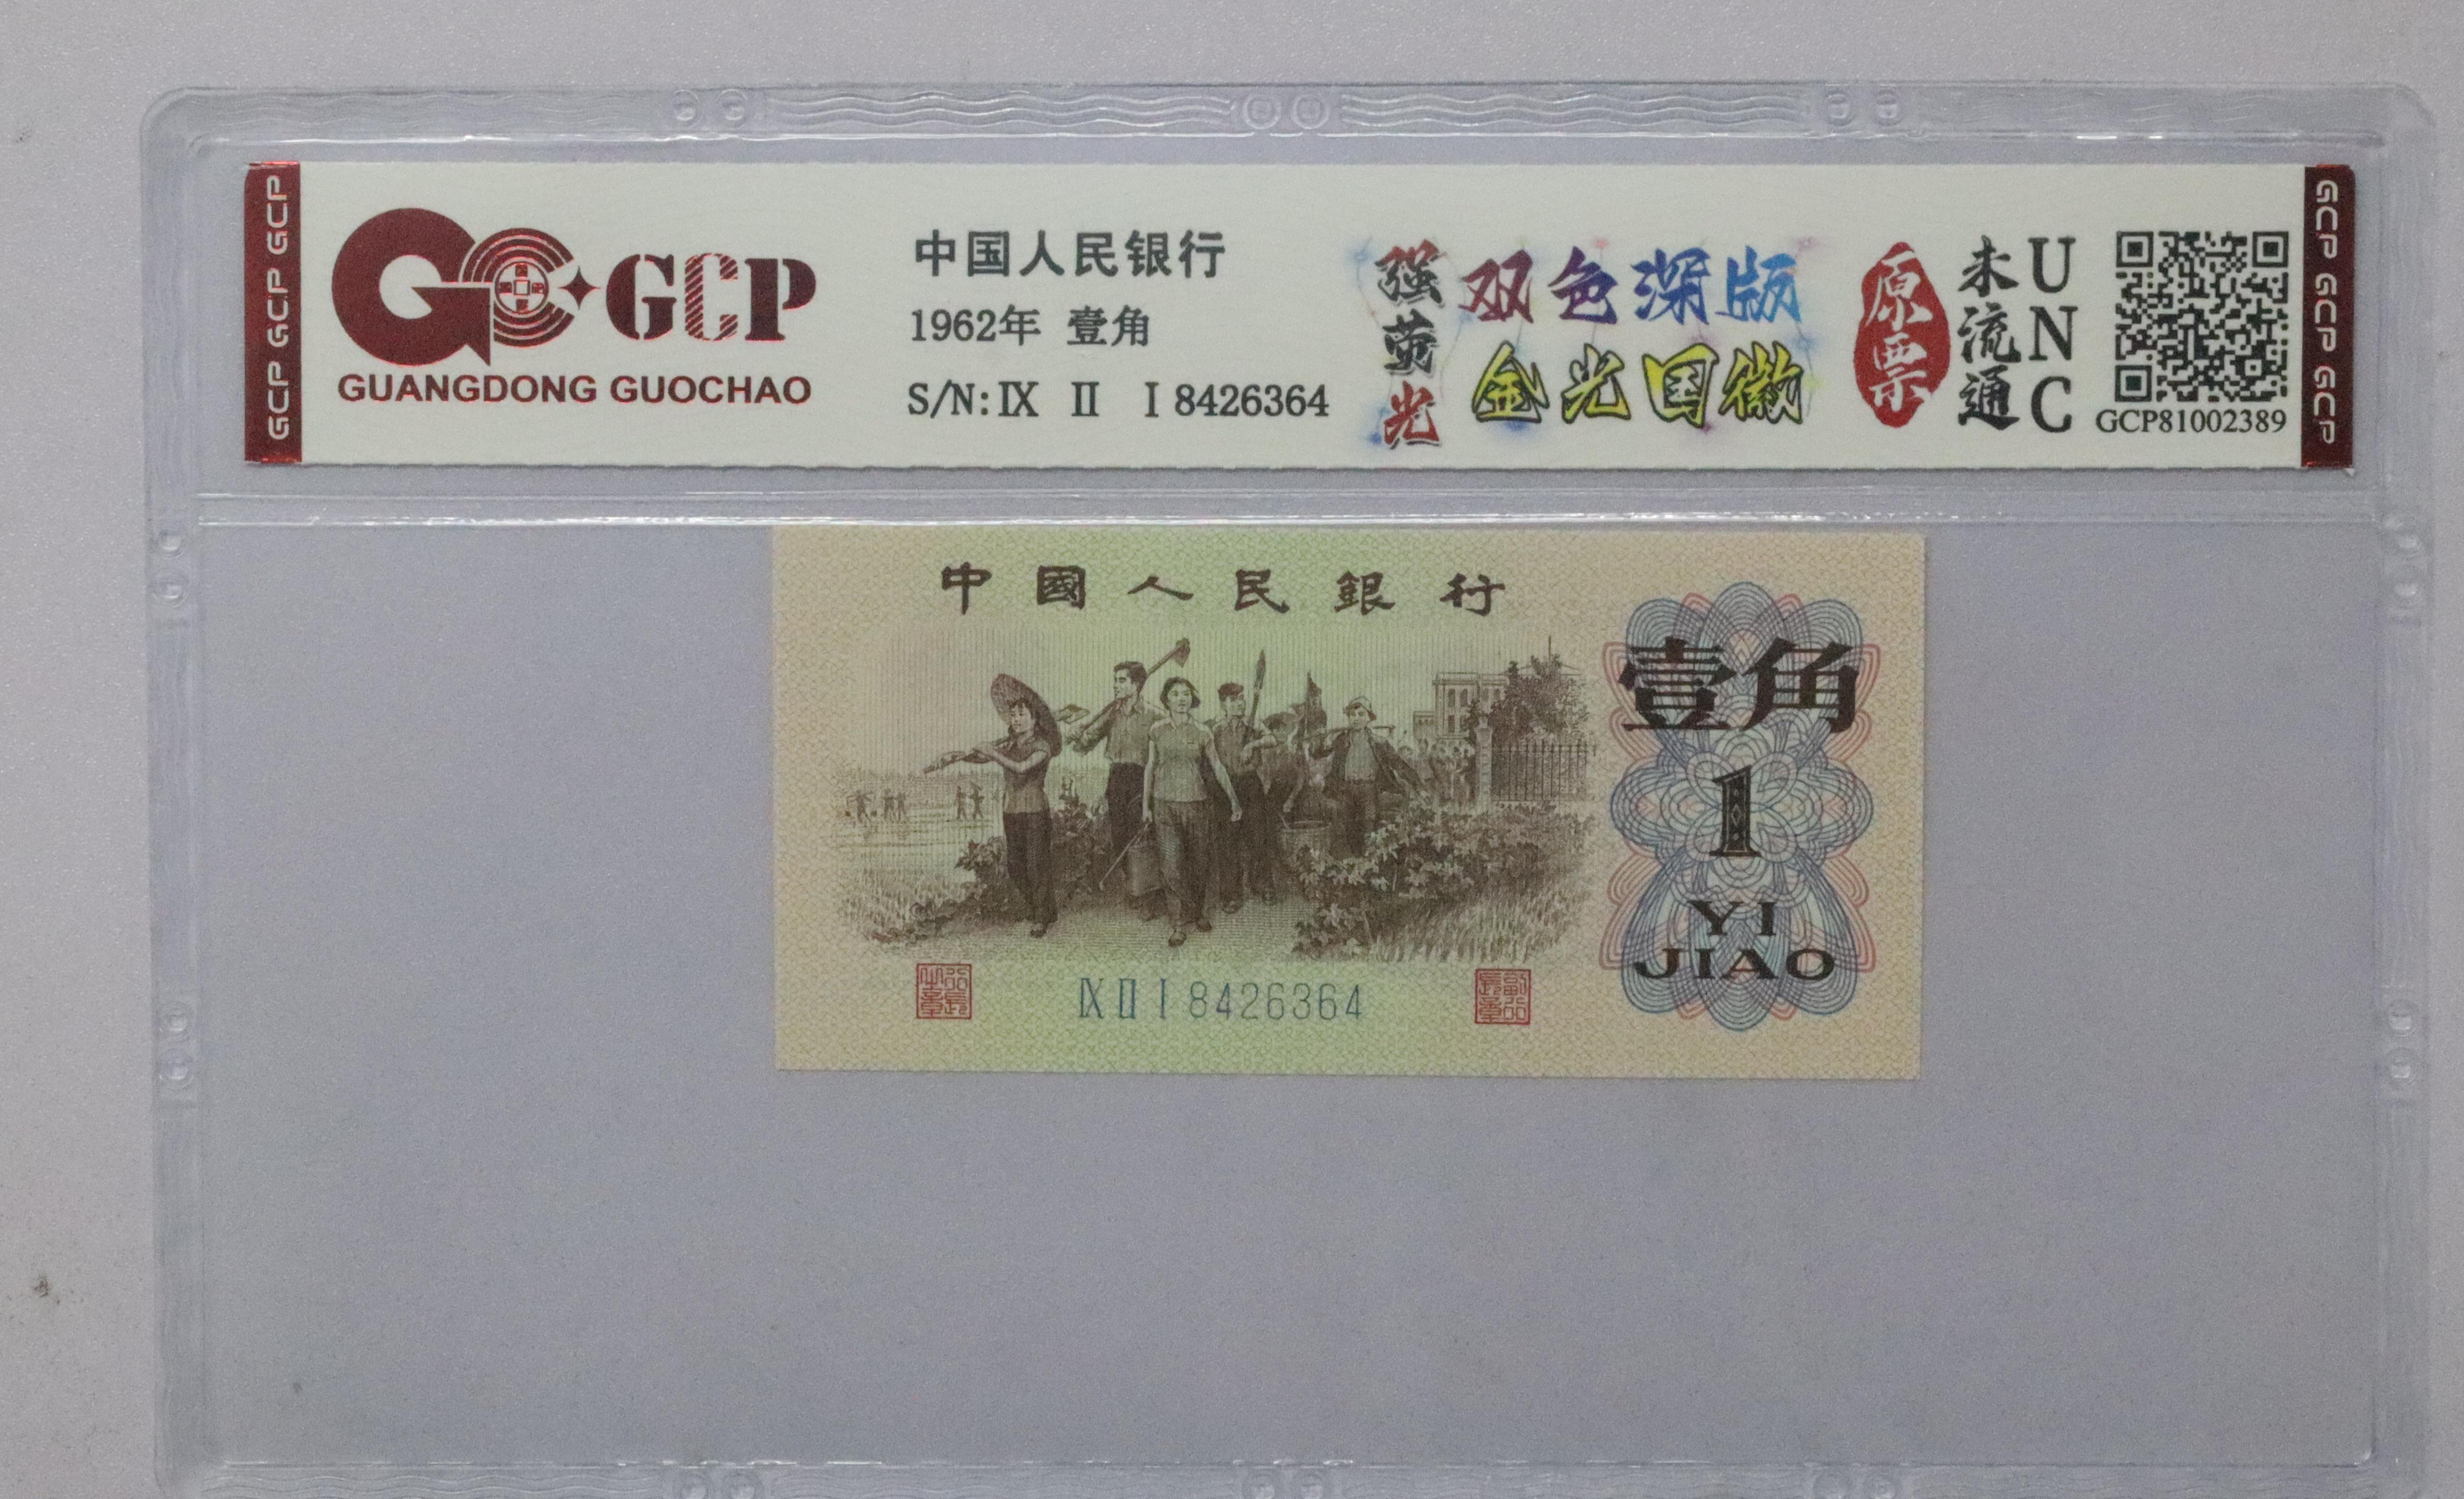 GCP GCP GCP
GCP
GUANGDONG GUOCHAO
中国人民银行
1962年 壹角
S/N: Ⅸ Ⅱ Ⅰ 8426364
强荧光
双色深版
金光国徽
原票
未流通
UNC
GCP81002389
GCP GCP GCP
中國人民銀行
壹角
1
YI
JIAO
Ⅸ Ⅱ Ⅰ 8426364